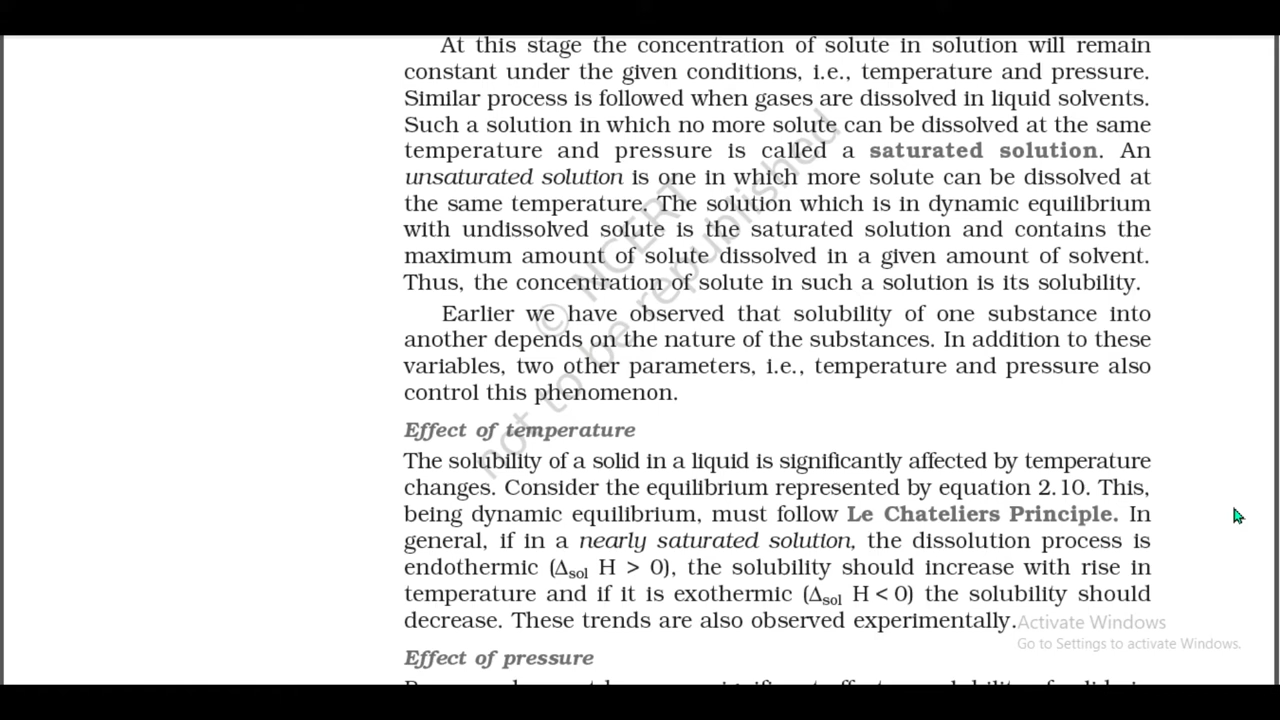 At this stage the concentration of solute in solution will remain
constant under the given conditions, i.e., temperature and pressure.
Similar process is followed when gases are dissolved in liquid solvents.
Such a solution in which no more solute can be dissolved at the same
temperature and pressure is called a saturated solution. An
unsaturated solution is one in which more solute can be dissolved at
the same temperature. The solution which is in dynamic equilibrium
with undissolved solute is the saturated solution and contains the
maximum amount of solute dissolved in a given amount of solvent.
Thus, the concentration of solute in such a solution is its solubility.
Earlier we have observed that solubility of one substance into
another depends on the nature of the substances. In addition to these
variables, two other parameters, i.e., temperature and pressure also
control this phenomenon.
Effect of temperature
The solubility of a solid in a liquid is significantly affected by temperature
changes. Consider the equilibrium represented by equation 2.10. This,
being dynamic equilibrium, must follow Le Chateliers Principle. In
general, if in a nearly saturated solution, the dissolution process is
endothermic (Δsol H > 0), the solubility should increase with rise in
temperature and if it is exothermic (Δsol H < 0) the solubility should
decrease. These trends are also observed experimentally.
Effect of pressure
© NCERT
not to be republished
Activate Windows
Go to Settings to activate Windows.